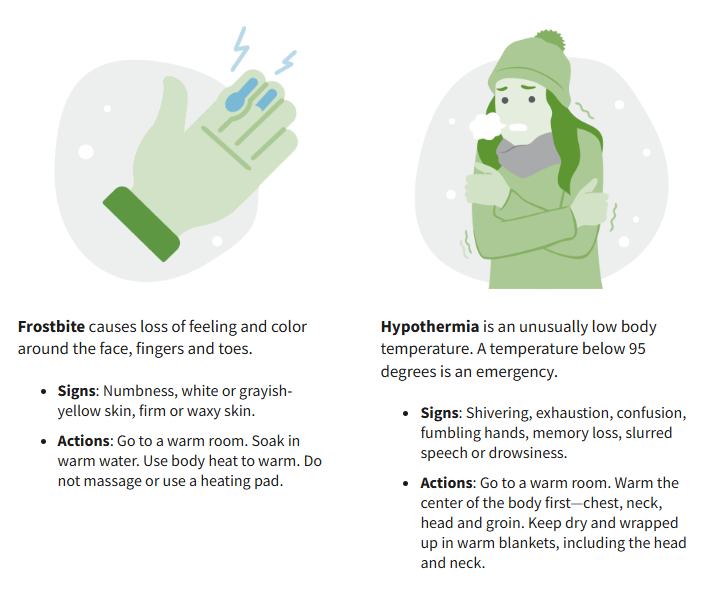 Frostbite causes loss of feeling and color
around the face, fingers and toes.
• Signs: Numbness, white or grayish-
yellow skin, firm or waxy skin.
• Actions: Go to a warm room. Soak in
warm water. Use body heat to warm. Do
not massage or use a heating pad.
Hypothermia is an unusually low body
temperature. A temperature below 95
degrees is an emergency.
• Signs: Shivering, exhaustion, confusion,
fumbling hands, memory loss, slurred
speech or drowsiness.
• Actions: Go to a warm room. Warm the
center of the body first—chest, neck,
head and groin. Keep dry and wrapped
up in warm blankets, including the head
and neck.